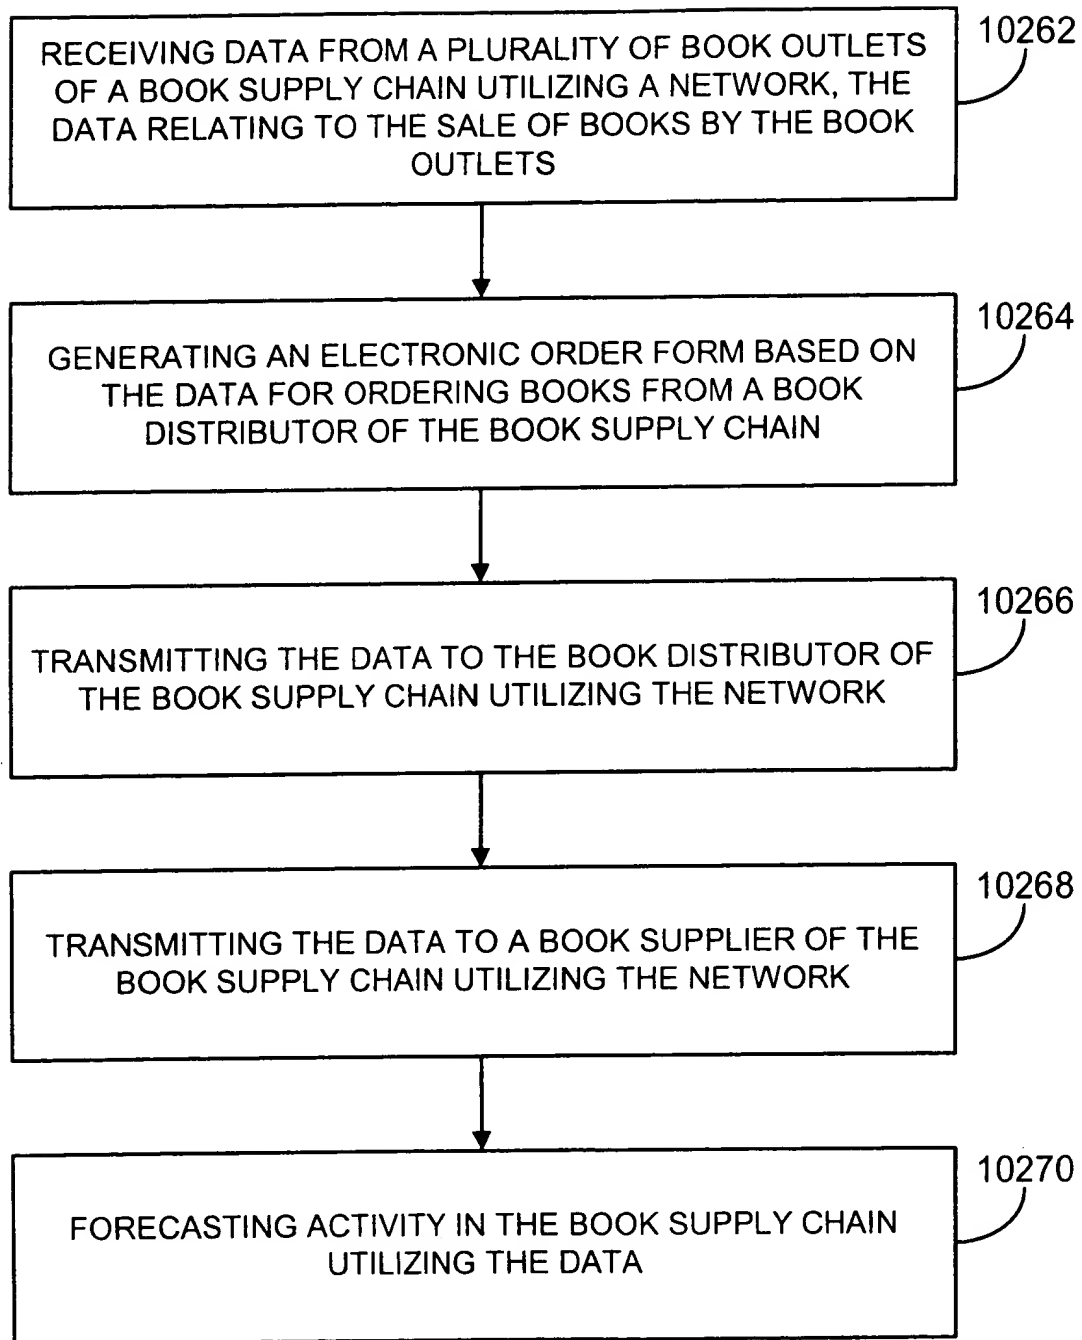 RECEIVING DATA FROM A PLURALITY OF BOOK OUTLETS
OF A BOOK SUPPLY CHAIN UTILIZING A NETWORK, THE
DATA RELATING TO THE SALE OF BOOKS BY THE BOOK
OUTLETS
10262
GENERATING AN ELECTRONIC ORDER FORM BASED ON
THE DATA FOR ORDERING BOOKS FROM A BOOK
DISTRIBUTOR OF THE BOOK SUPPLY CHAIN
10264
TRANSMITTING THE DATA TO THE BOOK DISTRIBUTOR OF
THE BOOK SUPPLY CHAIN UTILIZING THE NETWORK
10266
TRANSMITTING THE DATA TO A BOOK SUPPLIER OF THE
BOOK SUPPLY CHAIN UTILIZING THE NETWORK
10268
FORECASTING ACTIVITY IN THE BOOK SUPPLY CHAIN
UTILIZING THE DATA
10270